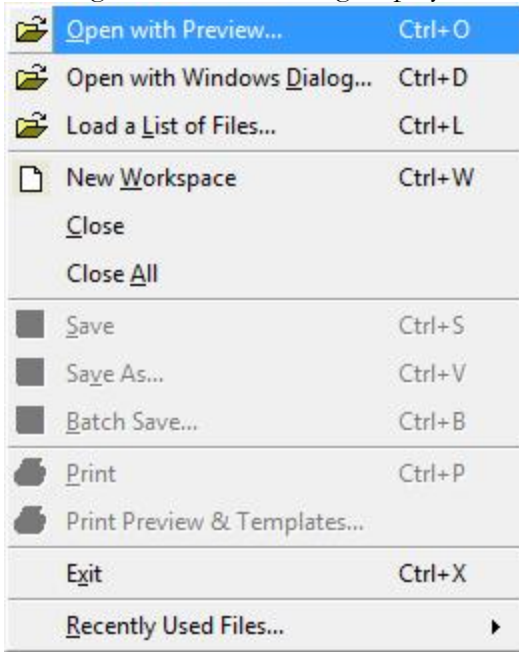 Open with Preview... Ctrl+O
Open with Windows Dialog... Ctrl+D
Load a List of Files... Ctrl+L
New Workspace Ctrl+W
Close
Close All
Save Ctrl+S
Save As... Ctrl+V
Batch Save... Ctrl+B
Print Ctrl+P
Print Preview & Templates...
Exit Ctrl+X
Recently Used Files...